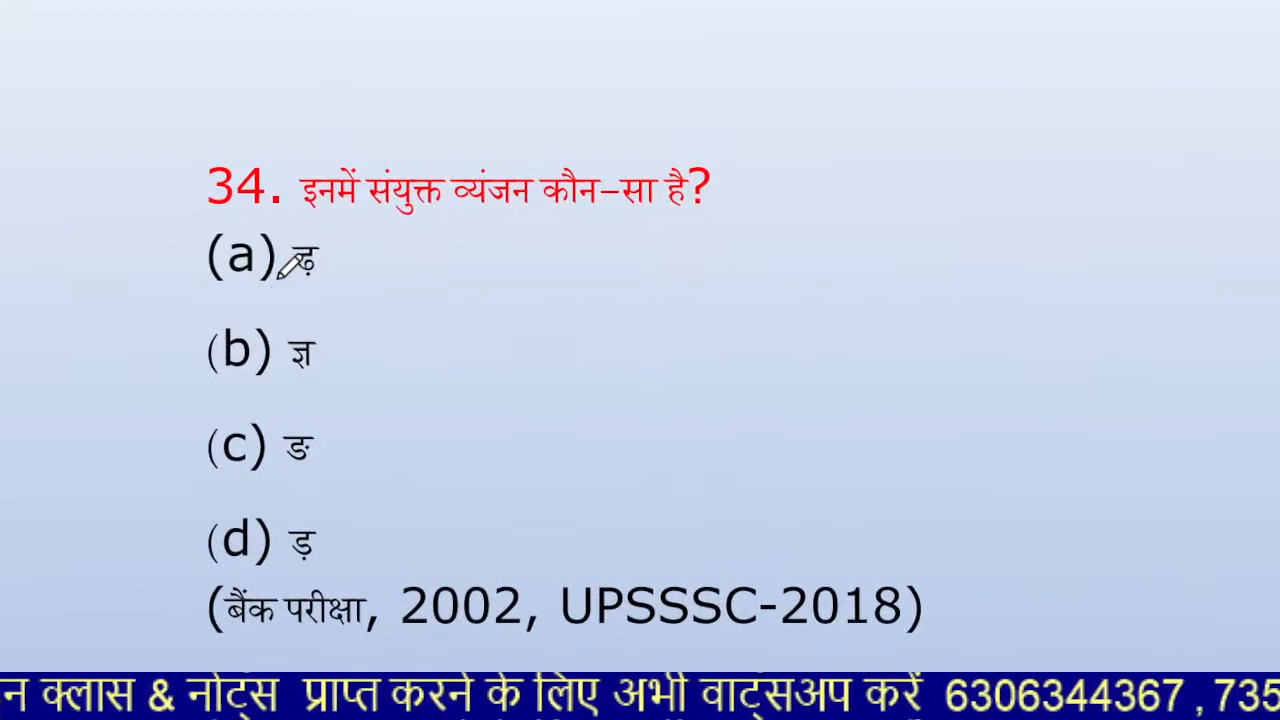 34. इनमें संयुक्त व्यंजन कौन-सा है?
(a) ढ़
(b) ज्ञ
(c) ङ
(d) ड़
(बैंक परीक्षा, 2002, UPSSSC-2018)
न क्लास & नोट्स प्राप्त करने के लिए अभी वाट्सअप करें 6306344367 , 735